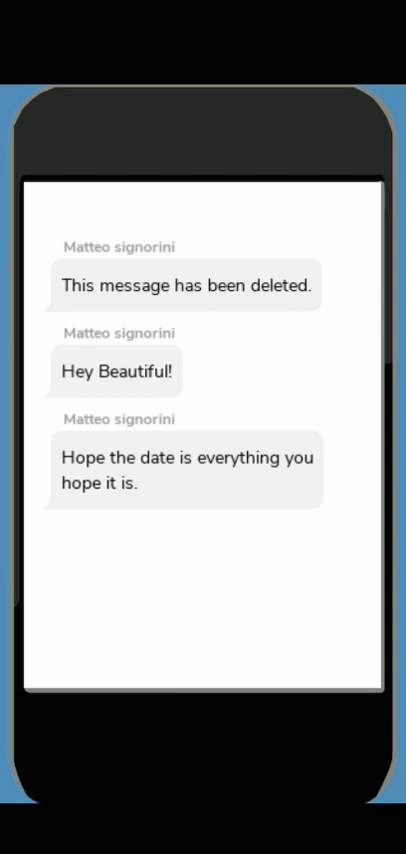 Matteo signorini
This message has been deleted.
Matteo signorini
Hey Beautiful!
Matteo signorini
Hope the date is everything you
hope it is.